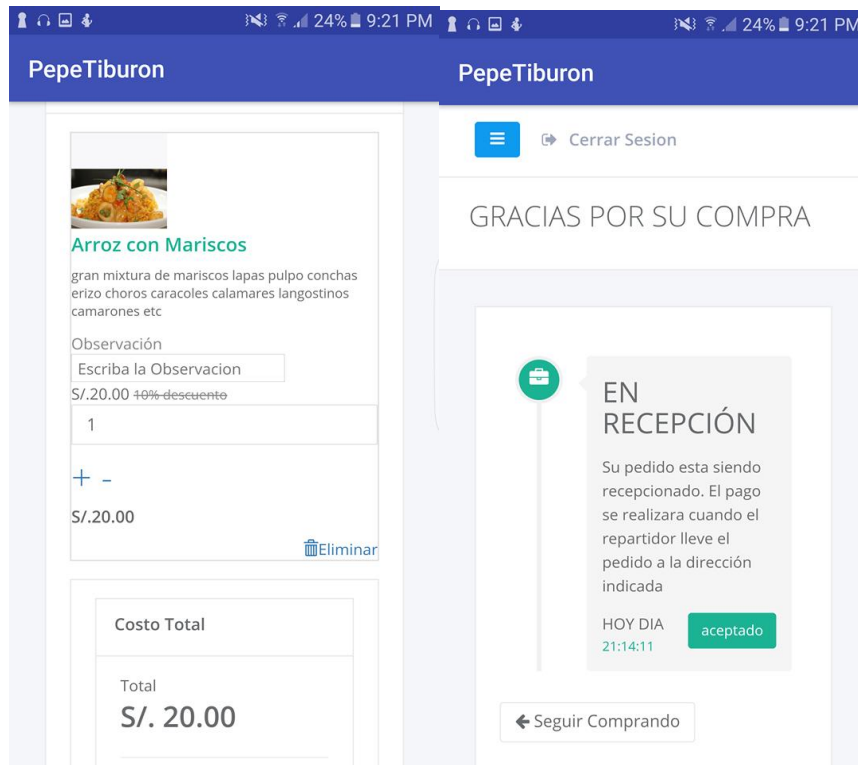 24% 9:21 PM
PepeTiburon
Arroz con Mariscos
gran mixtura de mariscos lapas pulpo conchas
erizo choros caracoles calamares langostinos
camarones etc
Observación
Escriba la Observacion
S/.20.00 10% descuento
1
+ -
S/.20.00
Eliminar
Costo Total
Total
S/. 20.00
24% 9:21 PM
PepeTiburon
Cerrar Sesion
GRACIAS POR SU COMPRA
EN
RECEPCIÓN
Su pedido esta siendo
recepcionado. El pago
se realizara cuando el
repartidor lleve el
pedido a la dirección
indicada
HOY DIA
21:14:11
aceptado
Seguir Comprando